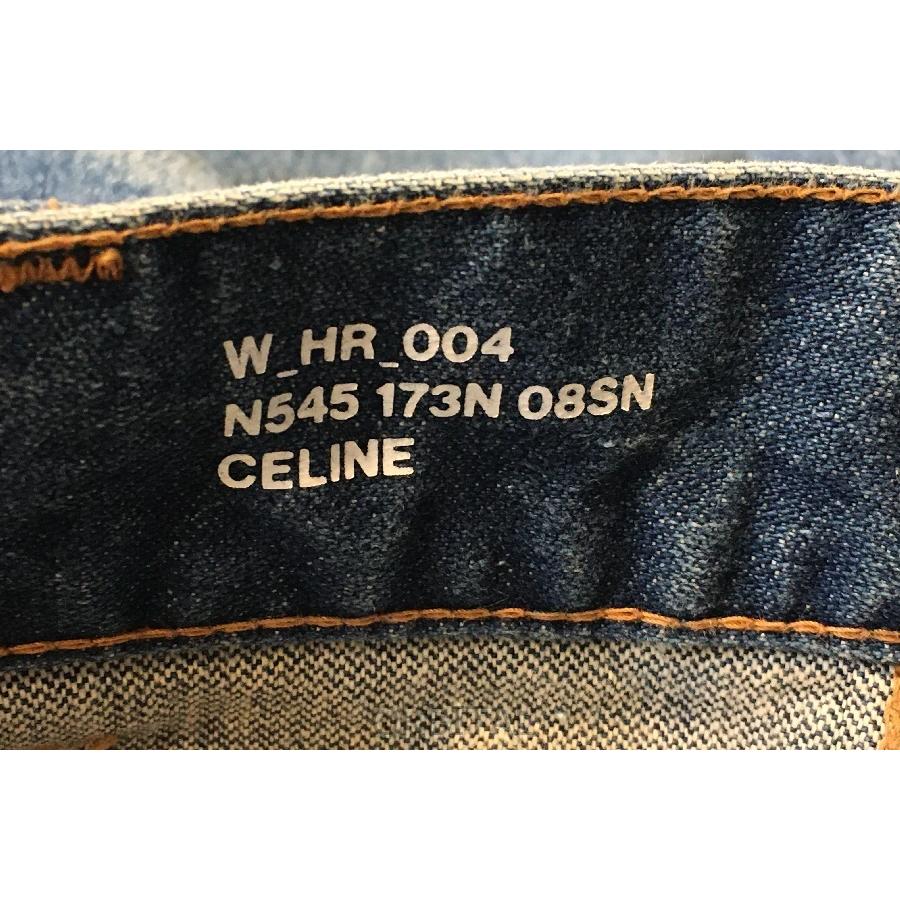 W_HR_004
N545 173N 08SN
CELINE